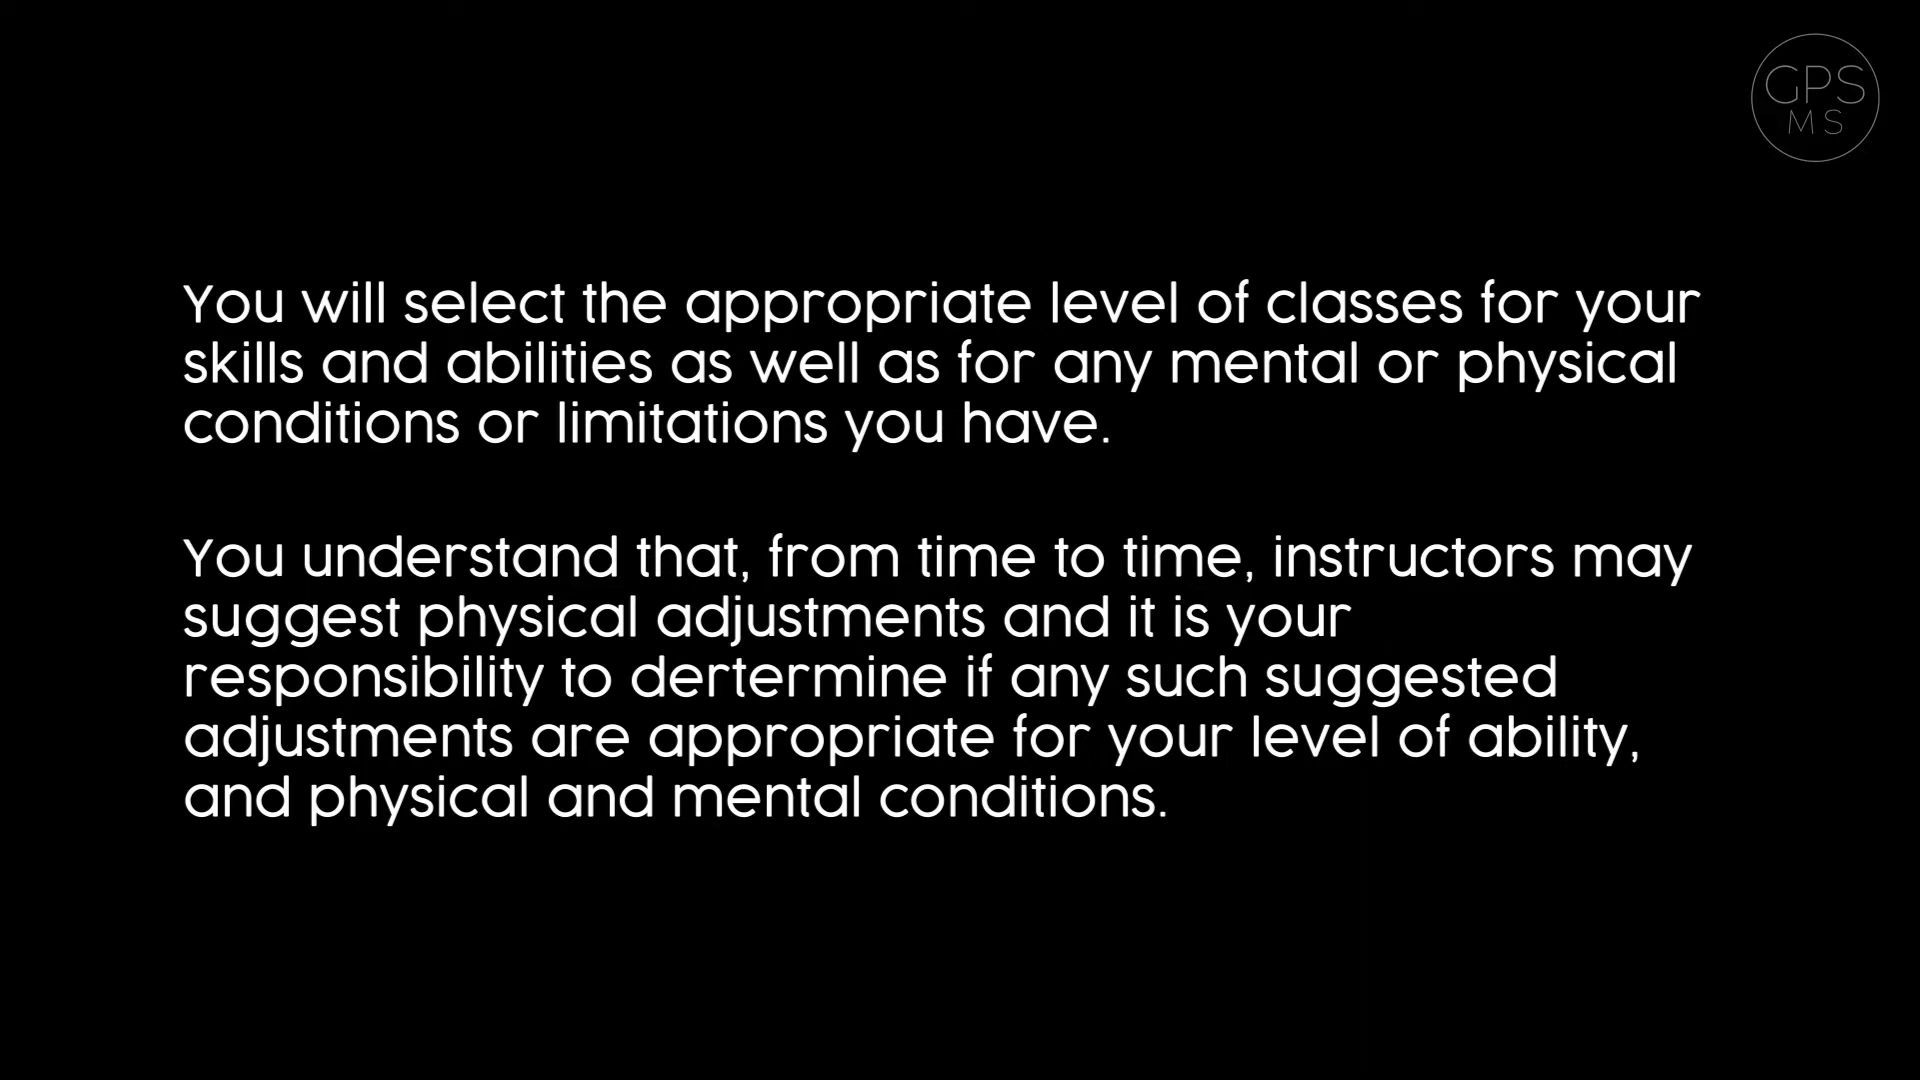 GPS
MS
You will select the appropriate level of classes for your
skills and abilities as well as for any mental or physical
conditions or limitations you have.
You understand that, from time to time, instructors may
suggest physical adjustments and it is your
responsibility to dertermine if any such suggested
adjustments are appropriate for your level of ability,
and physical and mental conditions.